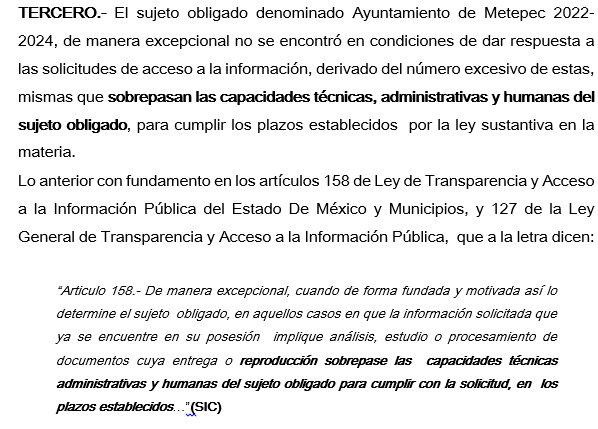 TERCERO.- El sujeto obligado denominado Ayuntamiento de Metepec 2022-
2024, de manera excepcional no se encontró en condiciones de dar respuesta a
las solicitudes de acceso a la información, derivado del número excesivo de estas,
mismas que sobrepasan las capacidades técnicas, administrativas y humanas del
sujeto obligado, para cumplir los plazos establecidos por la ley sustantiva en la
materia.
Lo anterior con fundamento en los artículos 158 de Ley de Transparencia y Acceso
a la Información Pública del Estado De México y Municipios, y 127 de la Ley
General de Transparencia y Acceso a la Información Pública, que a la letra dicen:
“Articulo 158.- De manera excepcional, cuando de forma fundada y motivada así lo
determine el sujeto obligado, en aquellos casos en que la información solicitada que
ya se encuentre en su posesión implique análisis, estudio o procesamiento de
documentos cuya entrega o reproducción sobrepase las capacidades técnicas
administrativas y humanas del sujeto obligado para cumplir con la solicitud, en los
plazos establecidos…”(SIC)